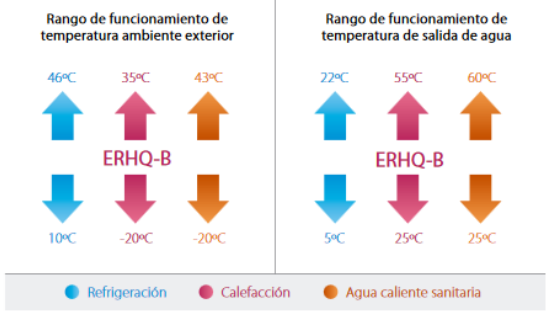 Rango de funcionamiento de
temperatura ambiente exterior
46ºC 35ºC 43ºC
ERHQ-B
10ºC -20ºC -20ºC
Rango de funcionamiento de
temperatura de salida de agua
22ºC 55ºC 60ºC
ERHQ-B
5ºC 25ºC 25ºC
Refrigeración Calefacción Agua caliente sanitaria